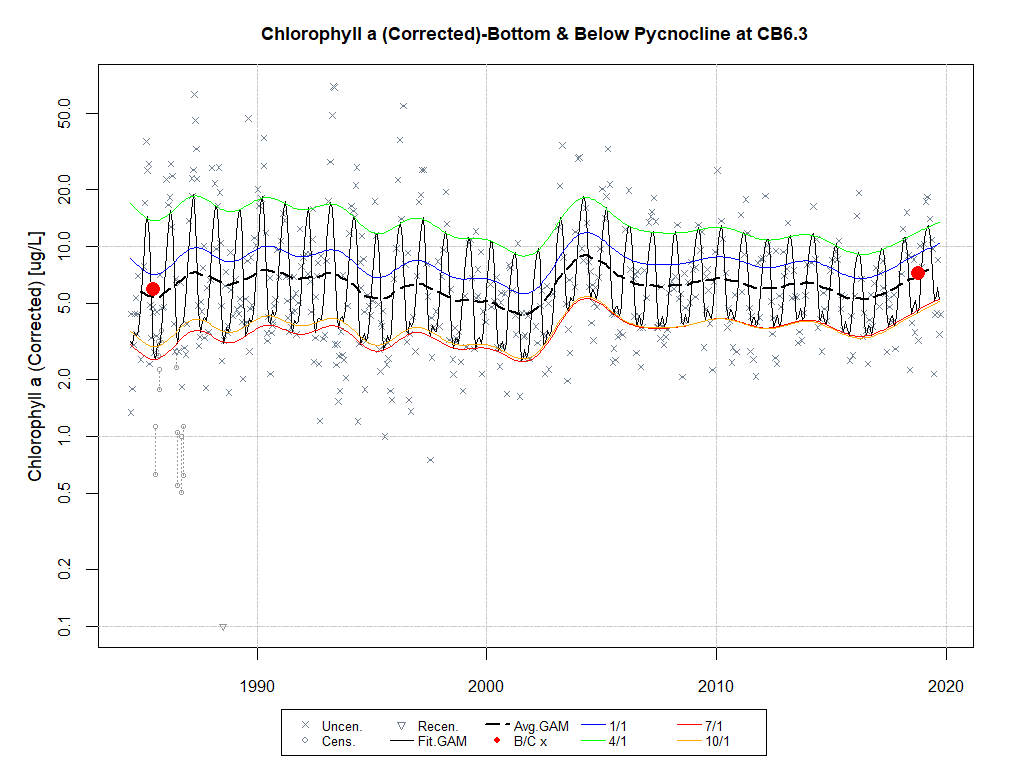 Chlorophyll a (Corrected)-Bottom & Below Pycnocline at CB6.3
Chlorophyll a (Corrected) [ug/L]
50.0
20.0
10.0
5.0
2.0
1.0
0.5
0.2
0.1
1990 2000 2010 2020
Uncen. Recen. Avg.GAM 1/1 7/1
Cens. Fit.GAM B/C x 4/1 10/1